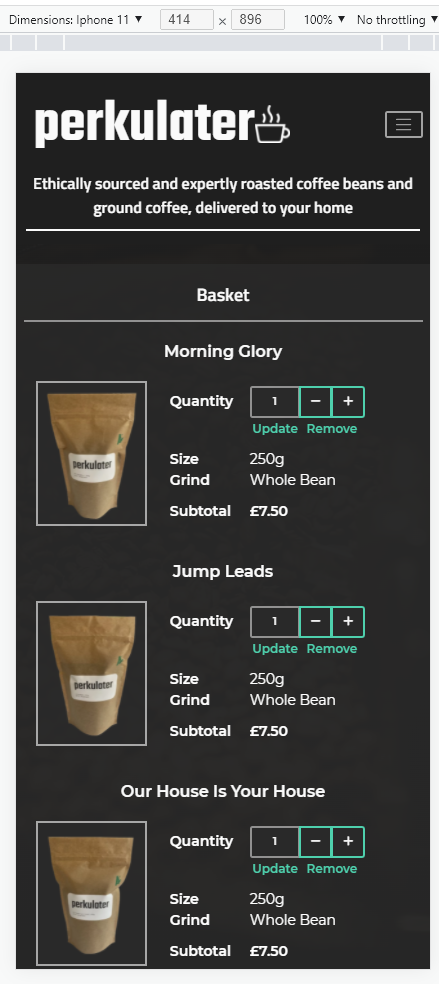 Dimensions: Iphone 11 ▼ 414 × 896 100% ▼ No throttling ▼
perkulater
Ethically sourced and expertly roasted coffee beans and
ground coffee, delivered to your home
Basket
Morning Glory
perkulater
Quantity 1 − +
Update Remove
Size 250g
Grind Whole Bean
Subtotal £7.50
Jump Leads
perkulater
Quantity 1 − +
Update Remove
Size 250g
Grind Whole Bean
Subtotal £7.50
Our House Is Your House
perkulater
Quantity 1 − +
Update Remove
Size 250g
Grind Whole Bean
Subtotal £7.50